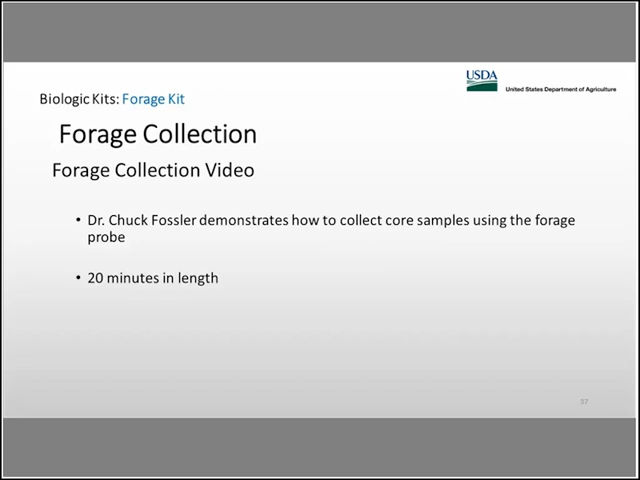 USDA
United States Department of Agriculture
Biologic Kits: Forage Kit
Forage Collection
Forage Collection Video
• Dr. Chuck Fossler demonstrates how to collect core samples using the forage
probe
• 20 minutes in length
37